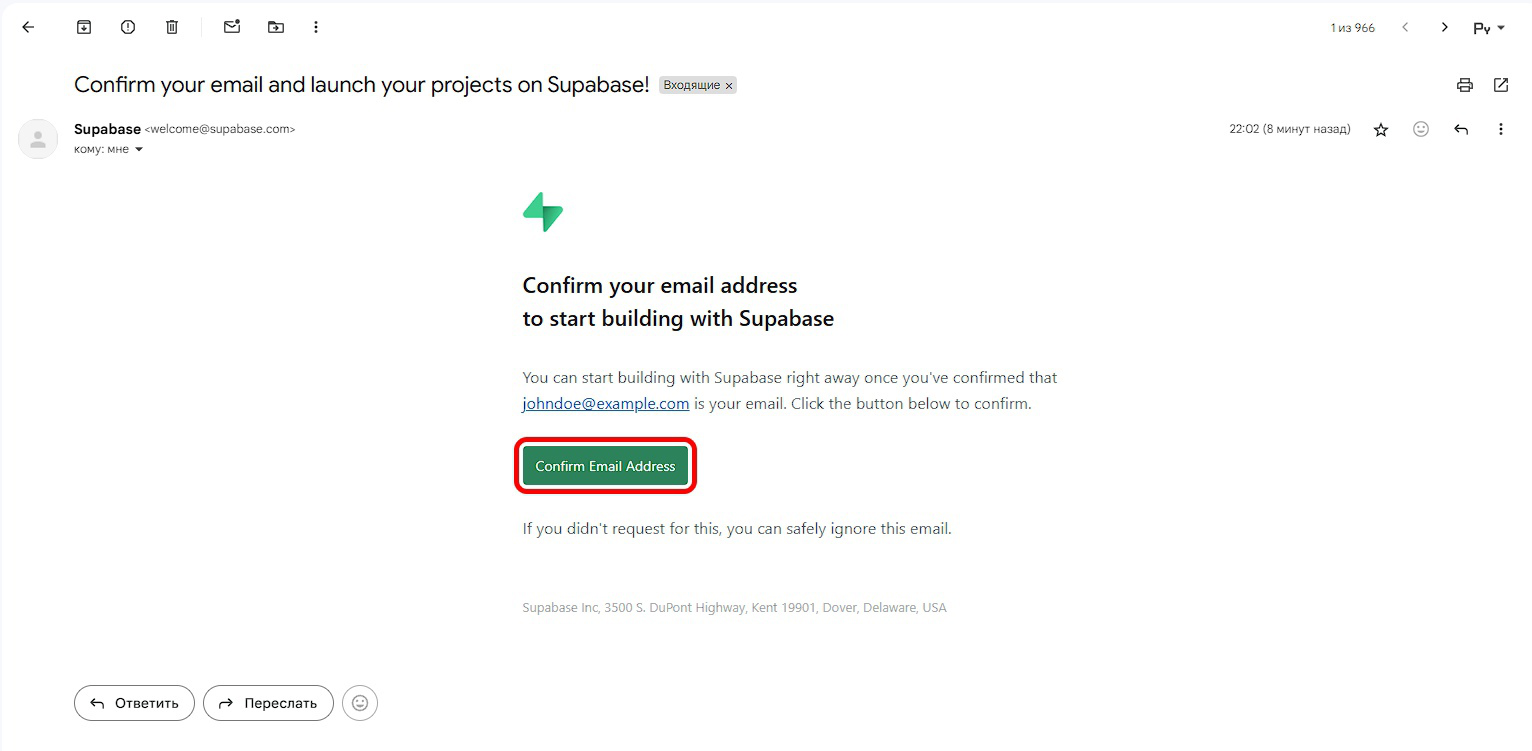 1 из 966
Ру
Confirm your email and launch your projects on Supabase! Входящие ×
Supabase <welcome@supabase.com>
22:02 (8 минут назад)
кому: мне
Confirm your email address
to start building with Supabase
You can start building with Supabase right away once you've confirmed that
johndoe@example.com is your email. Click the button below to confirm.
Confirm Email Address
If you didn't request for this, you can safely ignore this email.
Supabase Inc, 3500 S. DuPont Highway, Kent 19901, Dover, Delaware, USA
Ответить
Переслать